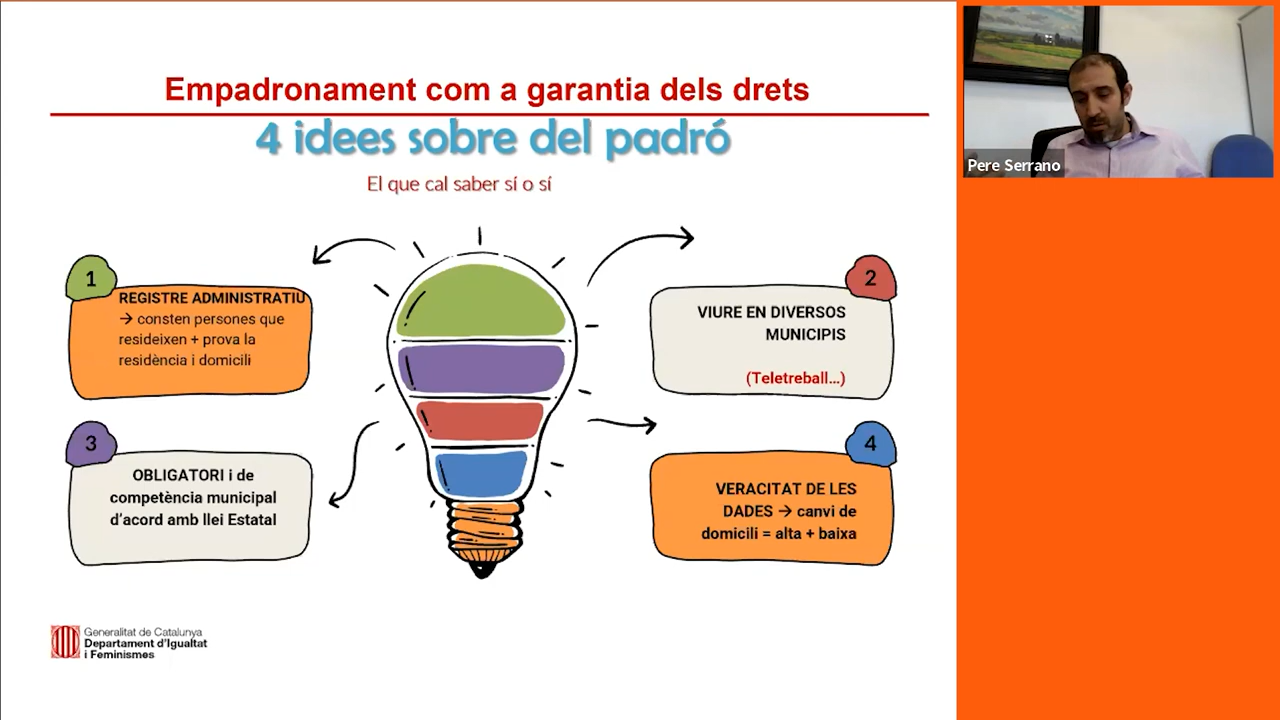 Empadronament com a garantia dels drets
4 idees sobre del padró
El que cal saber sí o sí
1
REGISTRE ADMINISTRATIU
→ consten persones que
resideixen + prova la
residència i domicili
2
VIURE EN DIVERSOS
MUNICIPIS
(Teletreball...)
3
OBLIGATORI i de
competència municipal
d'acord amb llei Estatal
4
VERACITAT DE LES
DADES → canvi de
domicili = alta + baixa
Generalitat de Catalunya
Departament d'Igualtat
i Feminismes
Pere Serrano